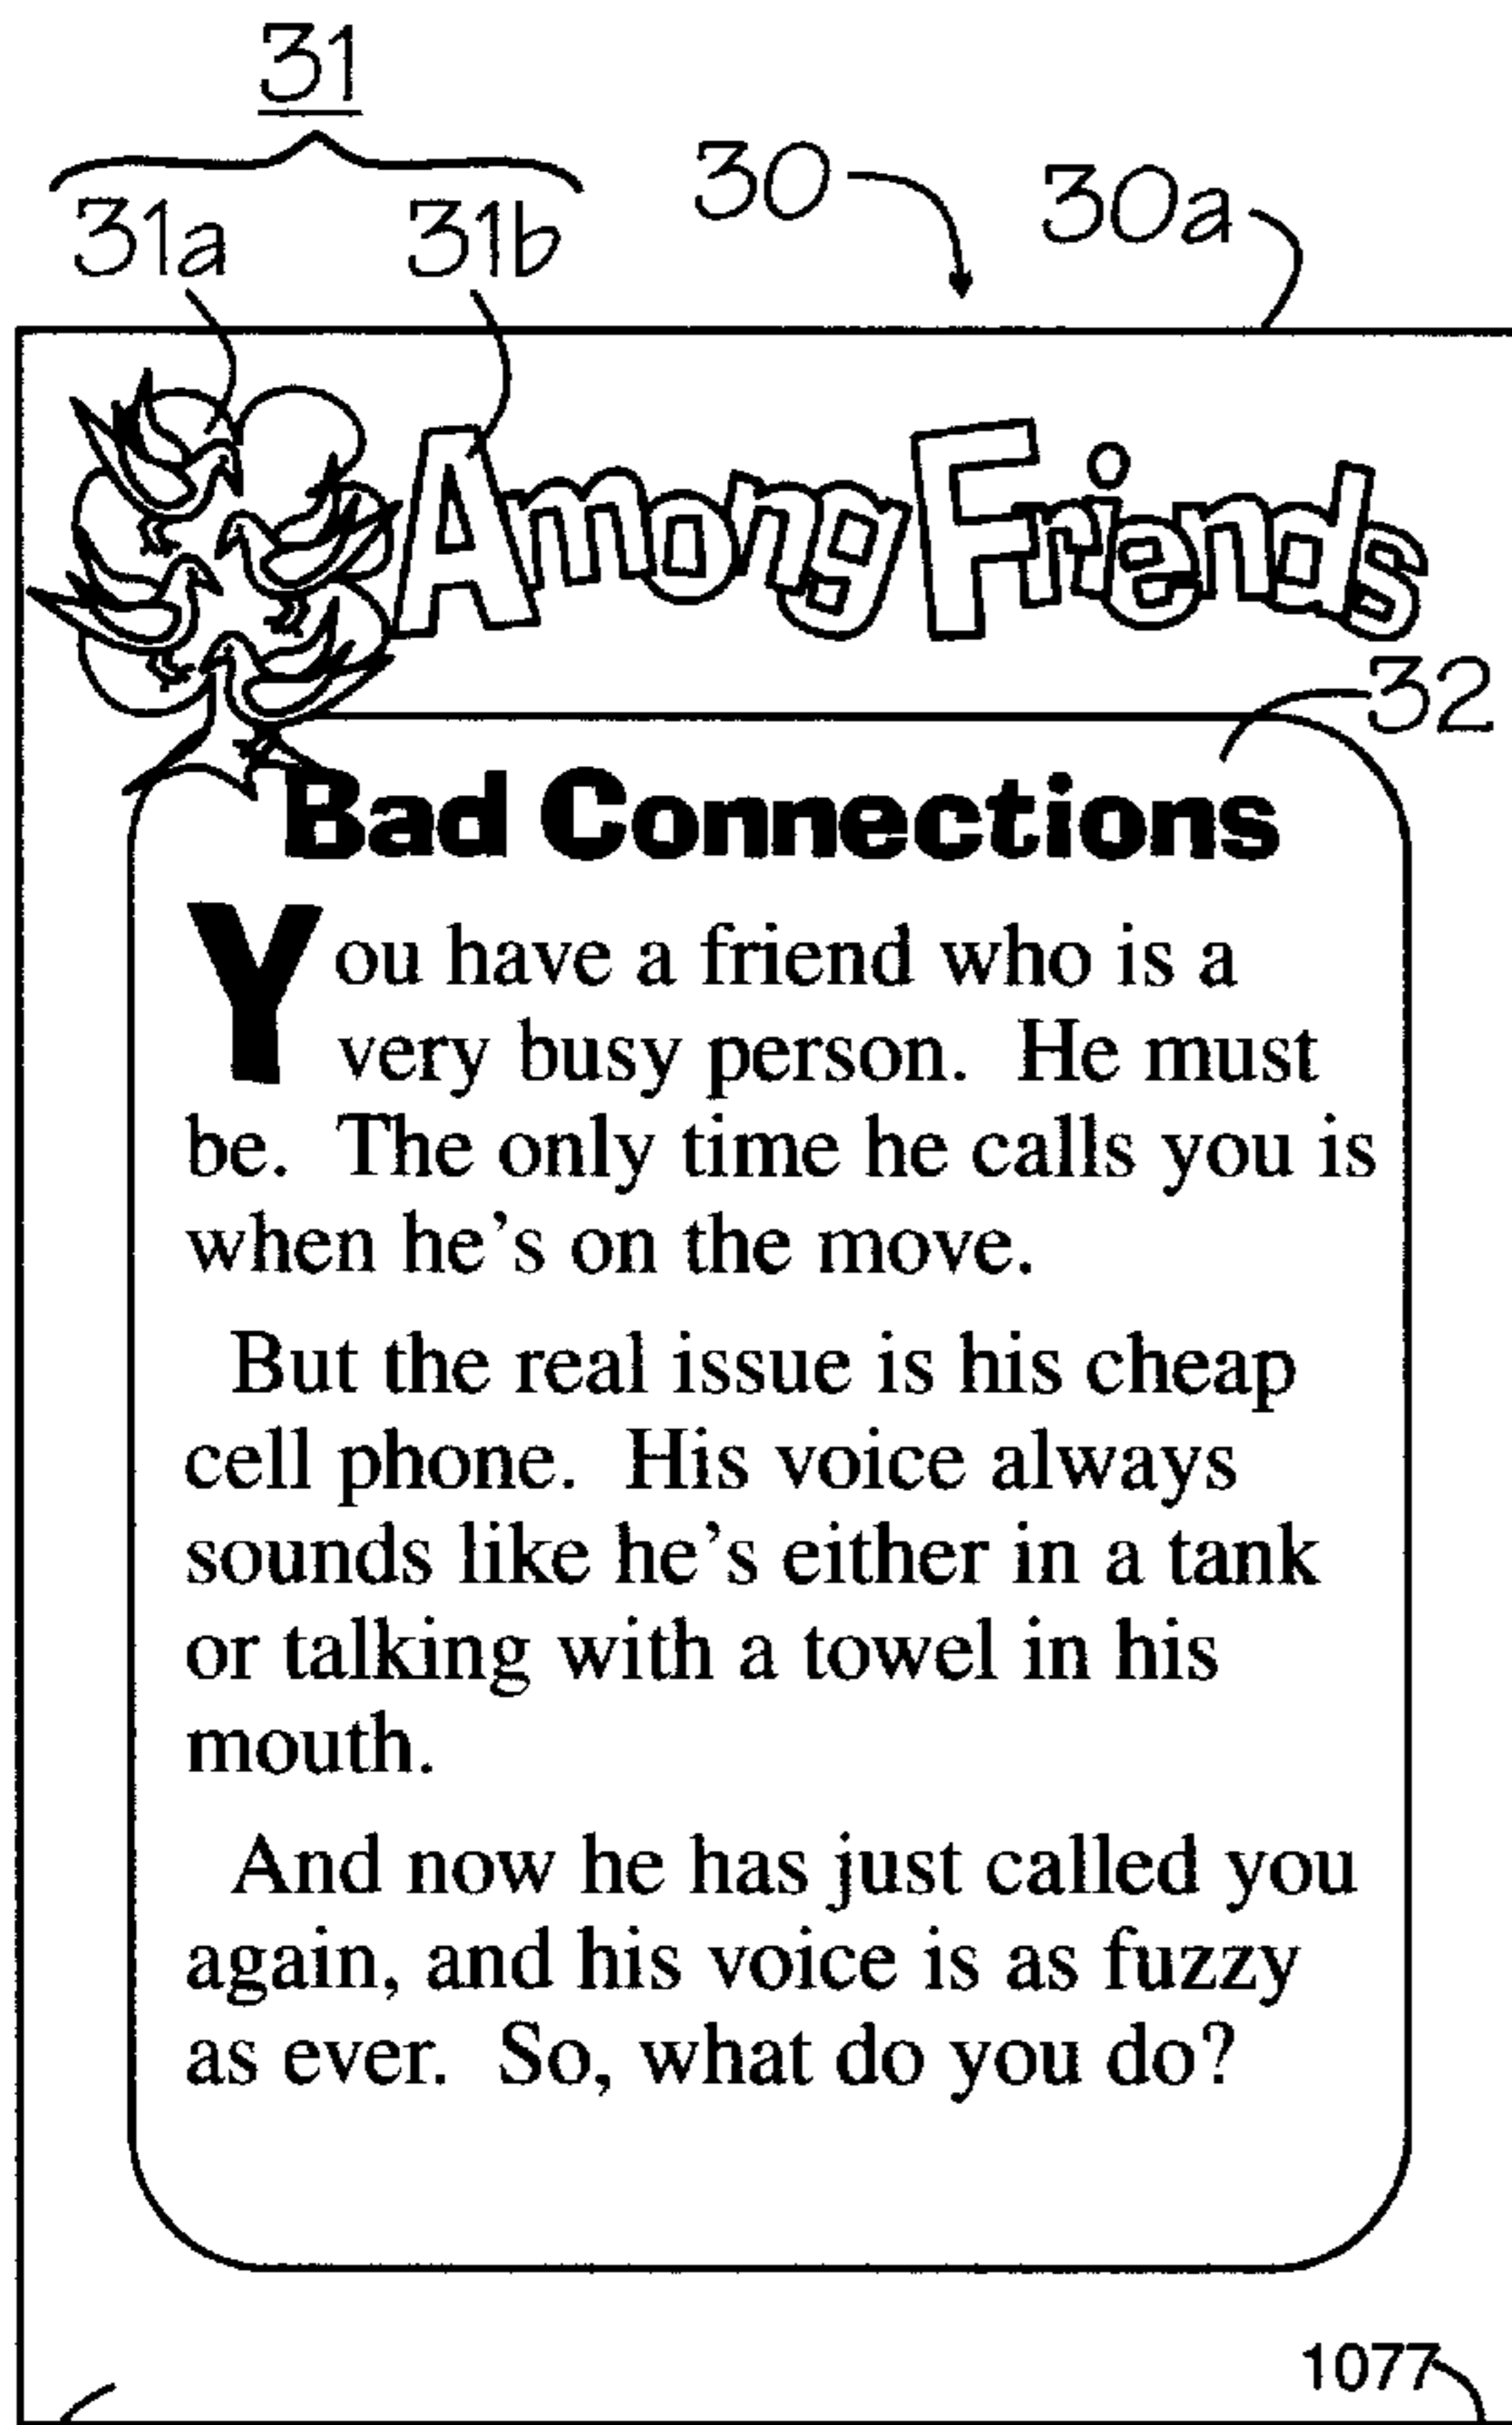 31
31a 31b 30 30a
Among Friends
32
Bad Connections
You have a friend who is a
very busy person. He must
be. The only time he calls you is
when he's on the move.
But the real issue is his cheap
cell phone. His voice always
sounds like he's either in a tank
or talking with a towel in his
mouth.
And now he has just called you
again, and his voice is as fuzzy
as ever. So, what do you do?
1077